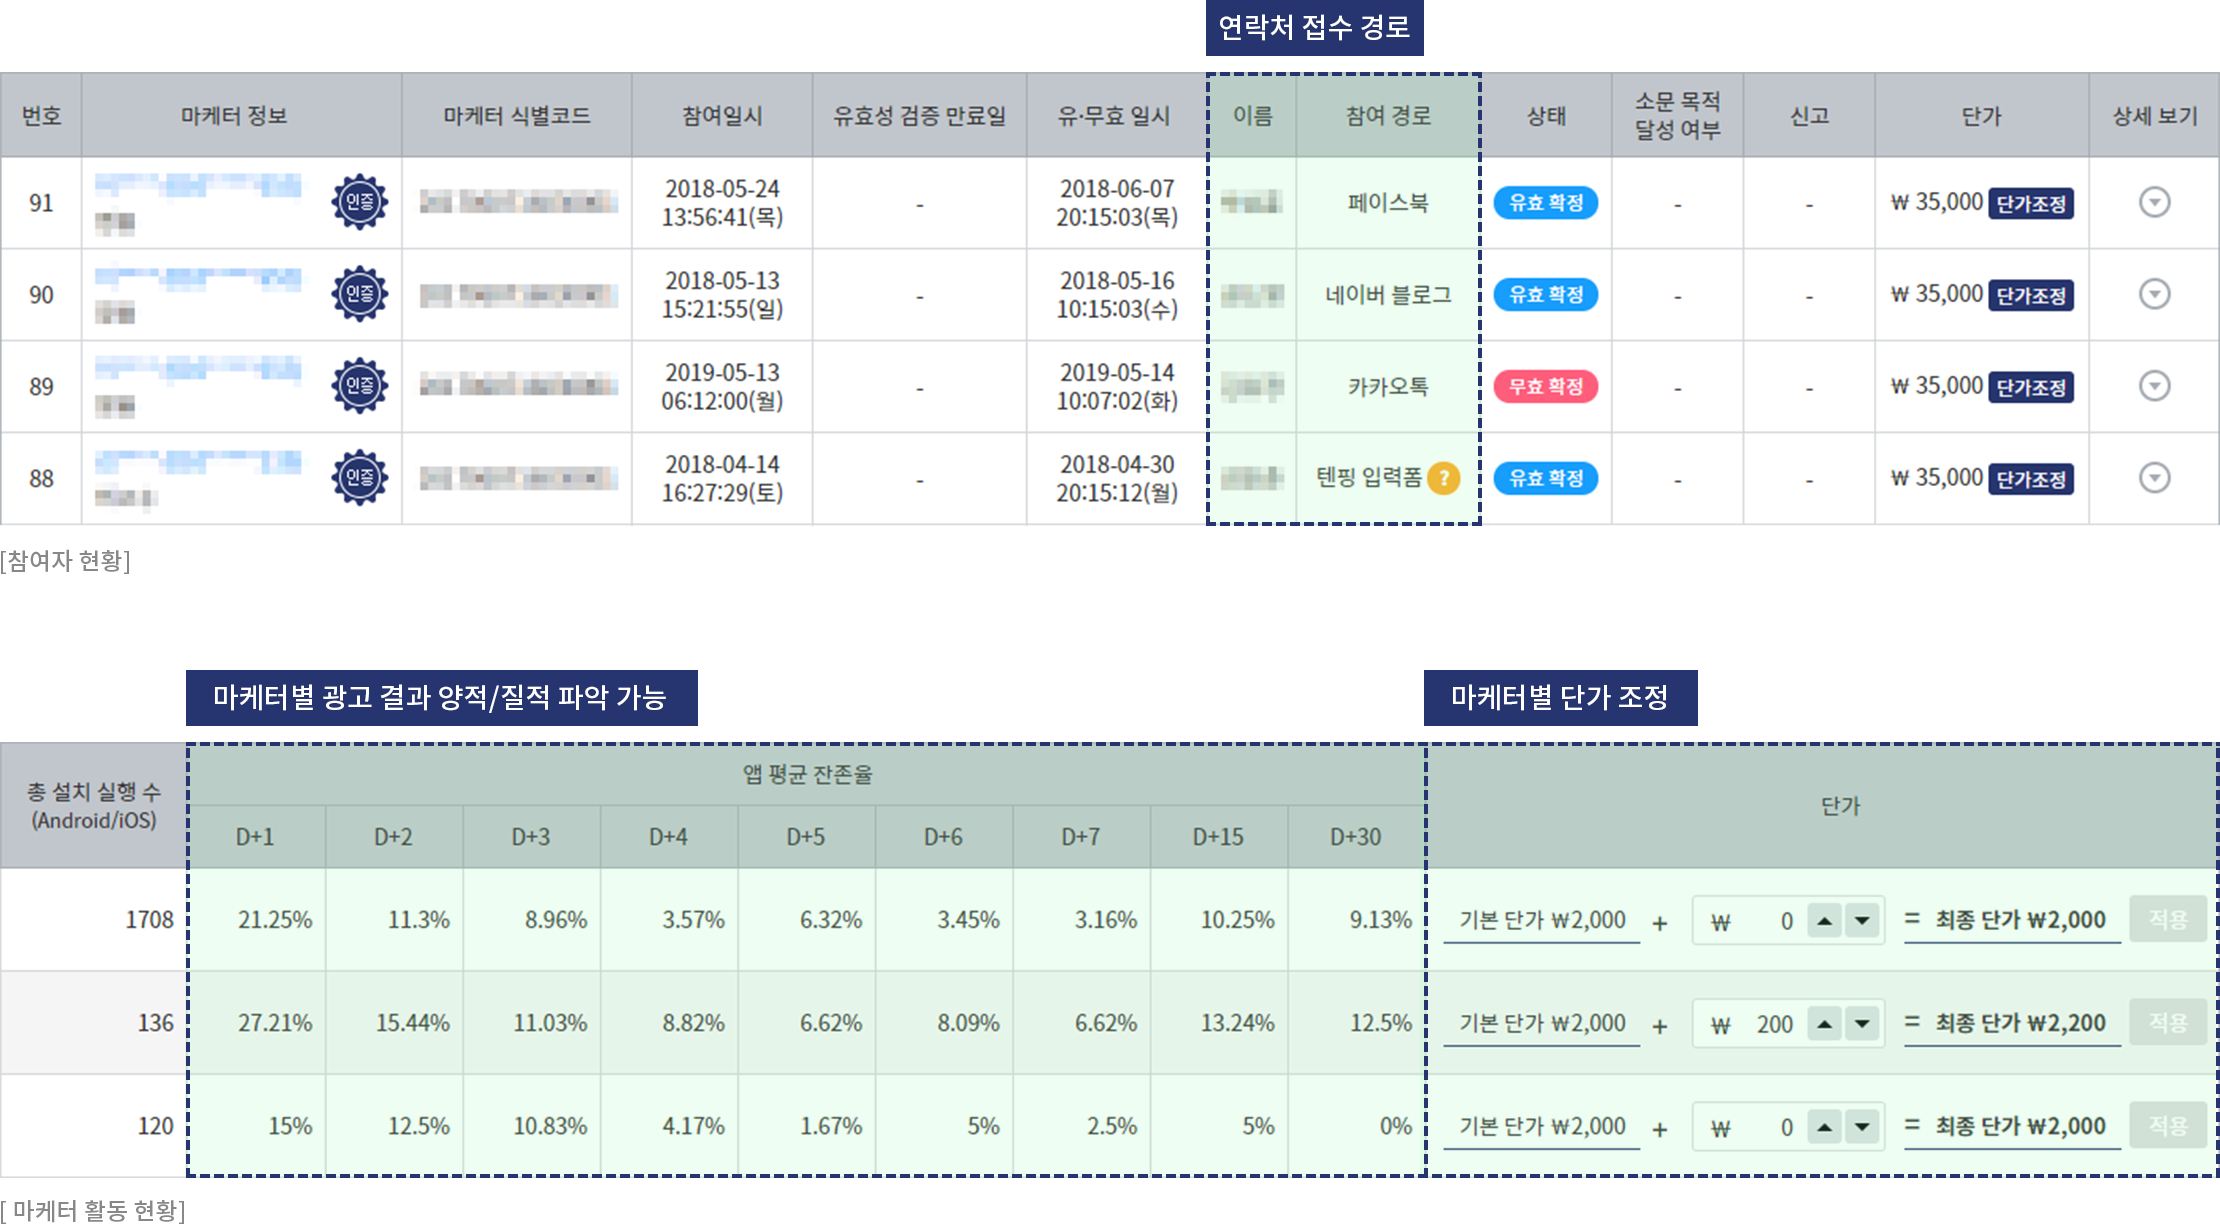 연락처 접수 경로
번호 마케터 정보 마케터 식별코드 참여일시 유효성 검증 만료일 유·무효 일시 이름 참여 경로 상태 소문 목적 달성 여부 신고 단가 상세 보기
91 인증 2018-05-24 13:56:41(목) - 2018-06-07 20:15:03(목) 페이스북 유효 확정 - - ₩ 35,000 단가조정
90 인증 2018-05-13 15:21:55(일) - 2018-05-16 10:15:03(수) 네이버 블로그 유효 확정 - - ₩ 35,000 단가조정
89 인증 2019-05-13 06:12:00(월) - 2019-05-14 10:07:02(화) 카카오톡 무효 확정 - - ₩ 35,000 단가조정
88 인증 2018-04-14 16:27:29(토) - 2018-04-30 20:15:12(월) 텐핑 입력폼 ? 유효 확정 - - ₩ 35,000 단가조정
[참여자 현황]
마케터별 광고 결과 양적/질적 파악 가능
마케터별 단가 조정
총 설치 실행 수 (Android/iOS) 앱 평균 잔존율 단가
D+1 D+2 D+3 D+4 D+5 D+6 D+7 D+15 D+30
1708 21.25% 11.3% 8.96% 3.57% 6.32% 3.45% 3.16% 10.25% 9.13% 기본 단가 ₩2,000 + ₩ 0 = 최종 단가 ₩2,000 적용
136 27.21% 15.44% 11.03% 8.82% 6.62% 8.09% 6.62% 13.24% 12.5% 기본 단가 ₩2,000 + ₩ 200 = 최종 단가 ₩2,200 적용
120 15% 12.5% 10.83% 4.17% 1.67% 5% 2.5% 5% 0% 기본 단가 ₩2,000 + ₩ 0 = 최종 단가 ₩2,000 적용
[ 마케터 활동 현황]